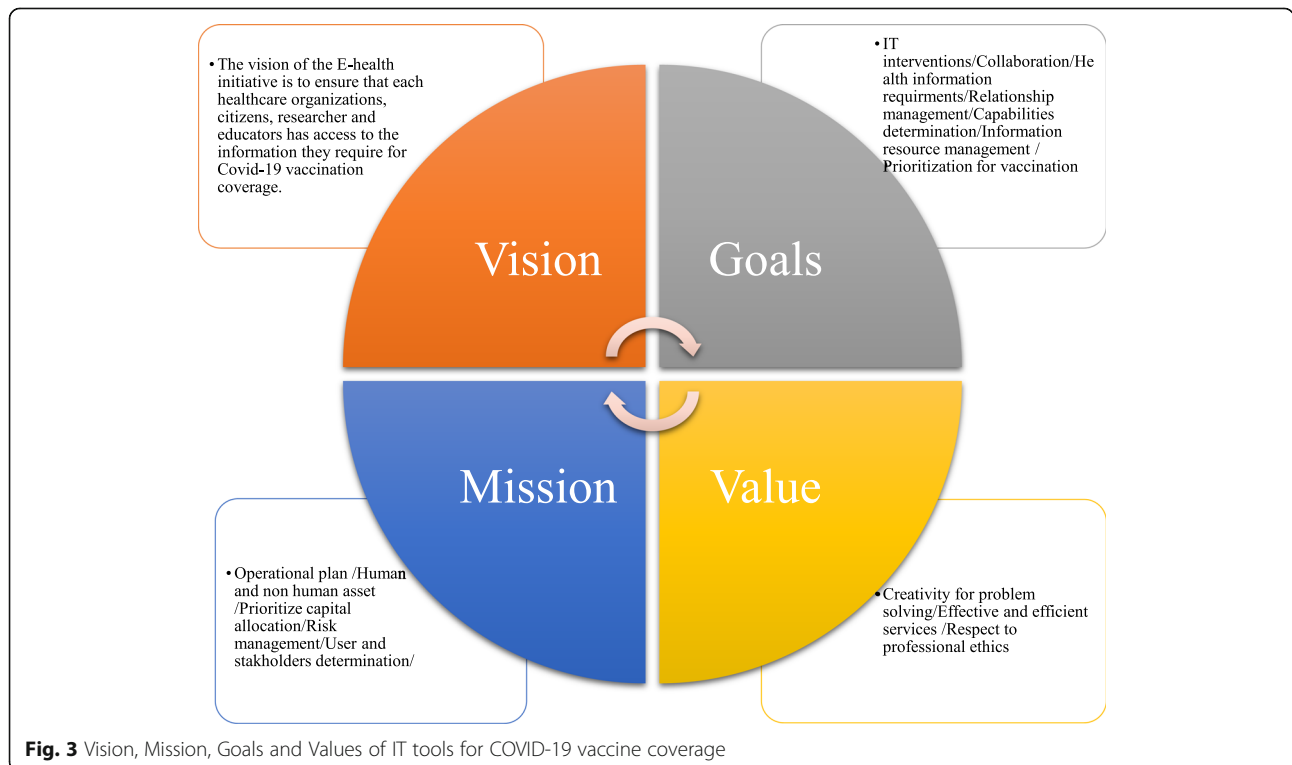 •The vision of the E-health
initiative is to ensure that each
healthcare organizations,
citizens, researcher and
educators has access to the
information they require for
Covid-19 vaccination
coverage.
•IT
interventions/Collaboration/He
alth information
requirments/Relationship
management/Capabilities
determination/Information
resource management /
Prioritization for vaccination
Vision
Goals
Mission
Value
•Operational plan /Human
and non human asset
/Prioritize capital
allocation/Risk
management/User and
stakholders determination/
•Creativity for problem
solving/Effective and efficient
services /Respect to
professional ethics
Fig. 3 Vision, Mission, Goals and Values of IT tools for COVID-19 vaccine coverage